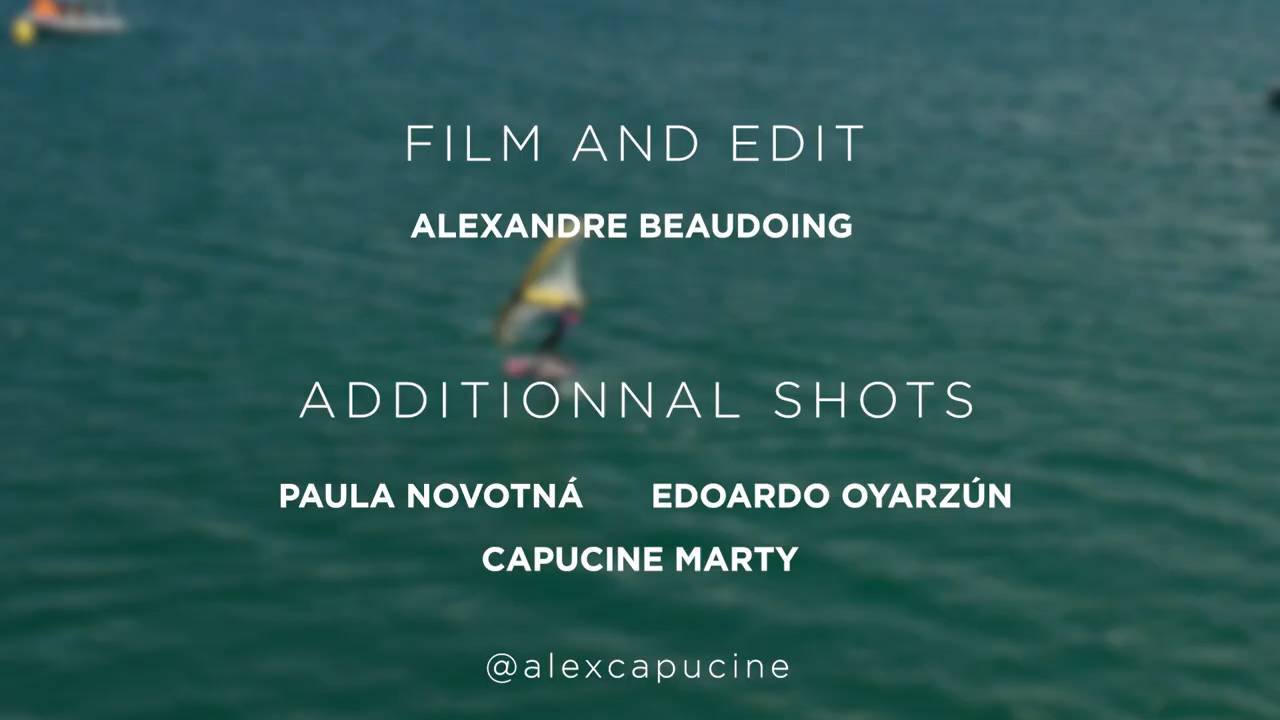 FILM AND EDIT
ALEXANDRE BEAUDOING
ADDITIONNAL SHOTS
PAULA NOVOTNÁ EDOARDO OYARZÚN
CAPUCINE MARTY
@alexcapucine